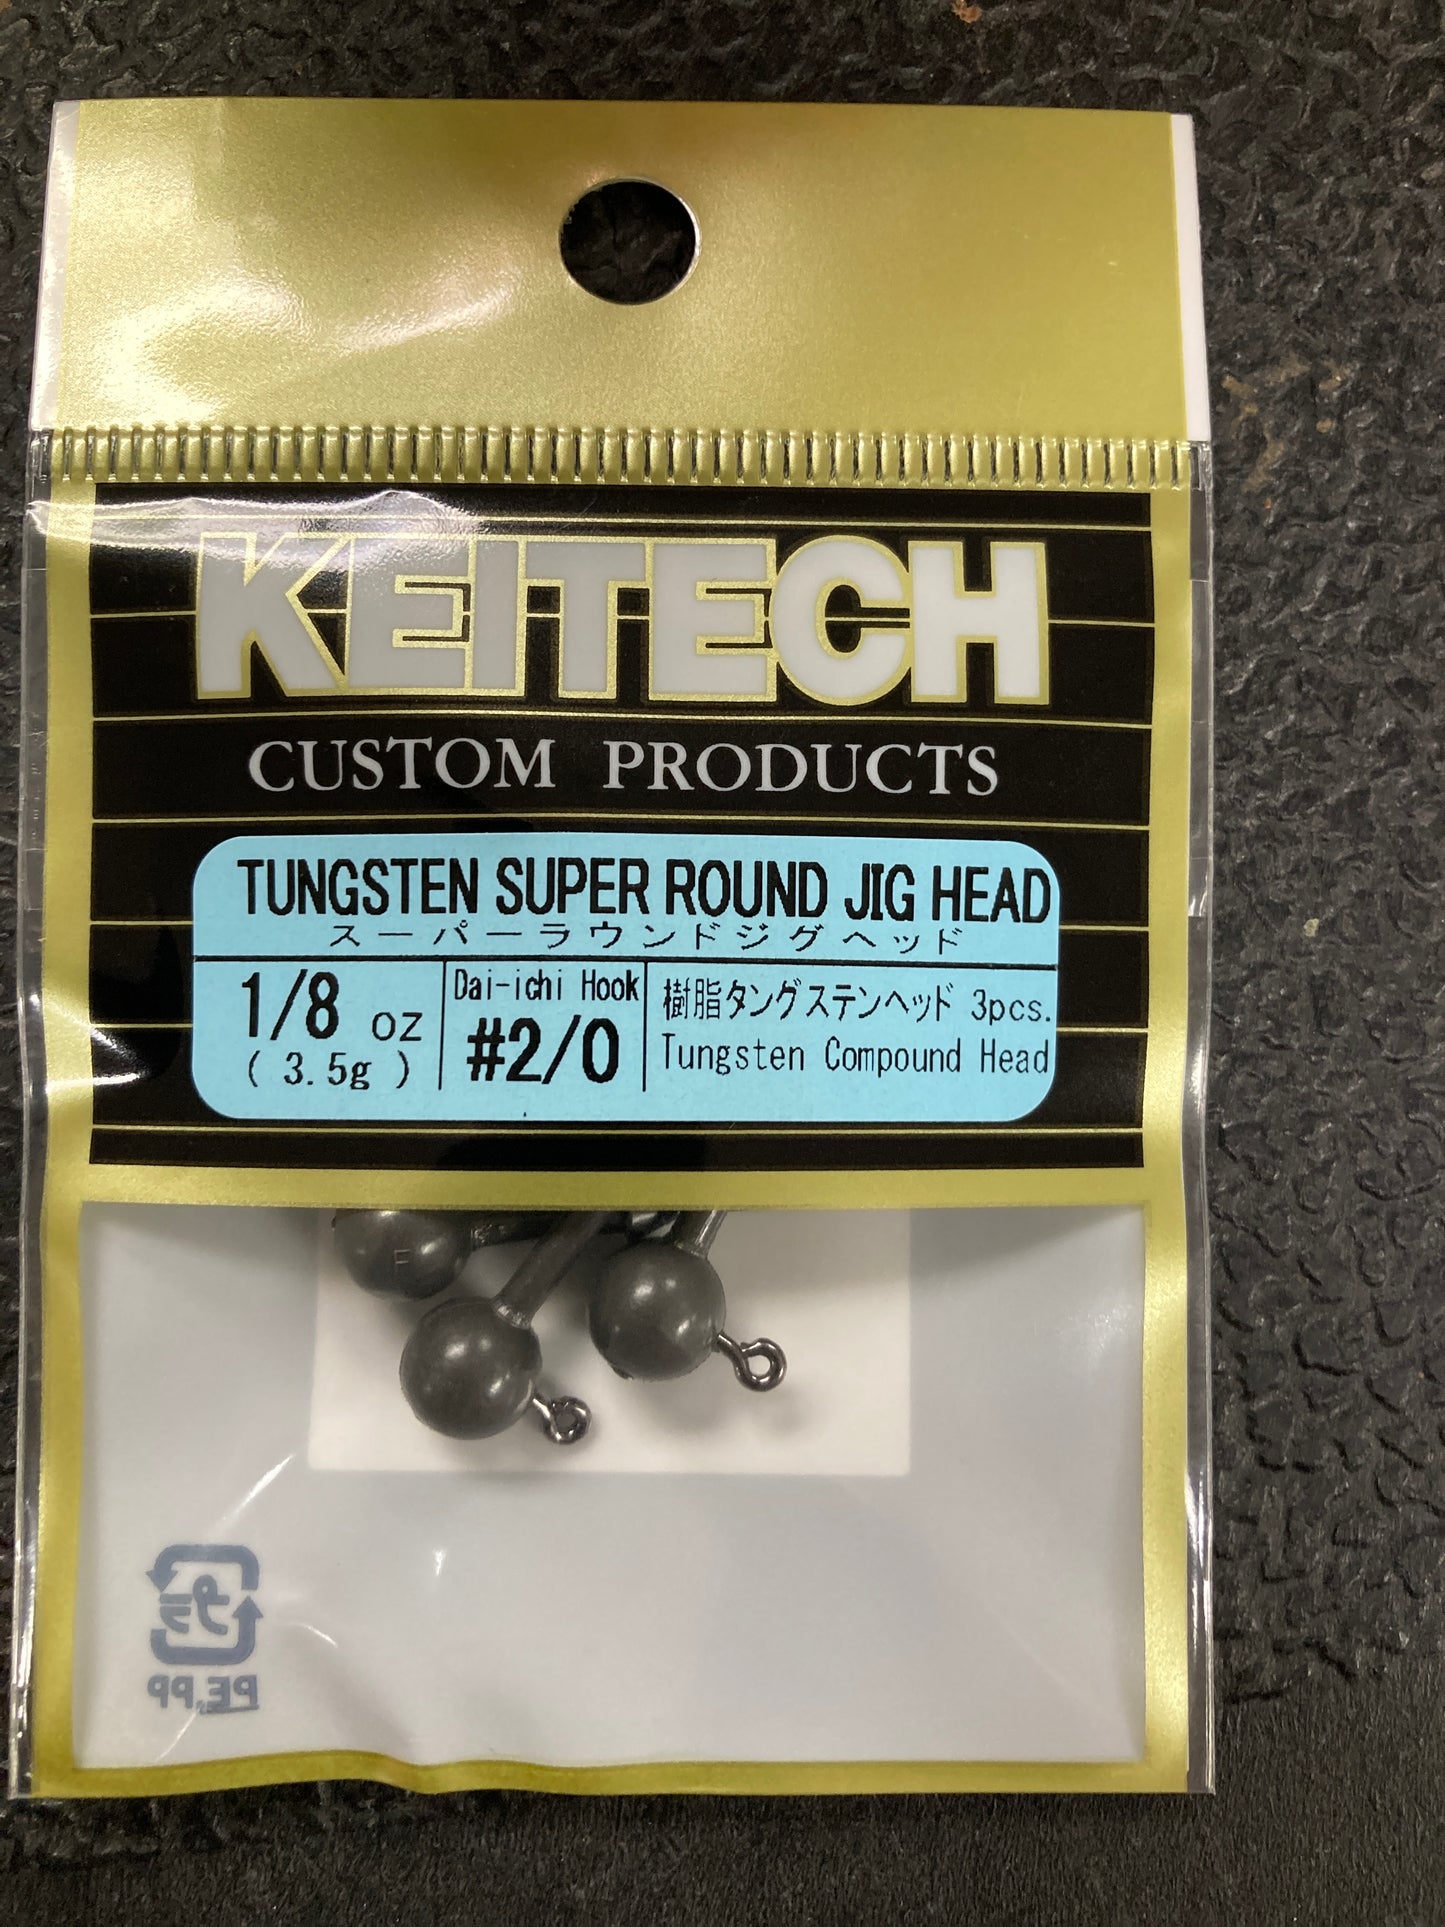 KEITECH
CUSTOM PRODUCTS
TUNGSTEN SUPER ROUND JIG HEAD
スーパーラウンドジグヘッド
1/8 oz
( 3.5g )
Dai-ichi Hook
#2/0
樹脂タングステンヘッド 3pcs.
Tungsten Compound Head
F
プラ
PE,PP